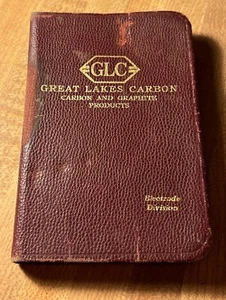 GLC
GREAT LAKES CARBON
CARBON AND GRAPHITE
PRODUCTS
Electrode
Division